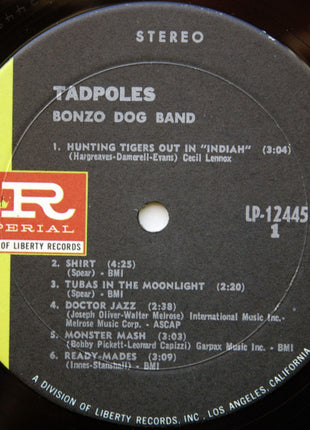 STEREO
TADPOLES
BONZO DOG BAND
1. HUNTING TIGERS OUT IN "INDIAH" (3:04)
(Hargreaves-Damerell-Evans) Cecil Lennox
R
PERIAL
OF LIBERTY RECORDS
LP-12445
1
2. SHIRT (4:25)
(Spear) - BMI
3. TUBAS IN THE MOONLIGHT (2:20)
(Spear) - BMI
4. DOCTOR JAZZ (2:38)
(Joseph Oliver-Walter Melrose) International Music Inc.-
Melrose Music Corp. - ASCAP
5. MONSTER MASH (3:03)
(Bobby Pickett-Leonard Capizzi) Garpax Music Inc. - BMI
6. READY-MADES (3:09)
(Innes-Stanshall) - BMI
A DIVISION OF LIBERTY RECORDS, INC., LOS ANGELES, CALIFORNIA